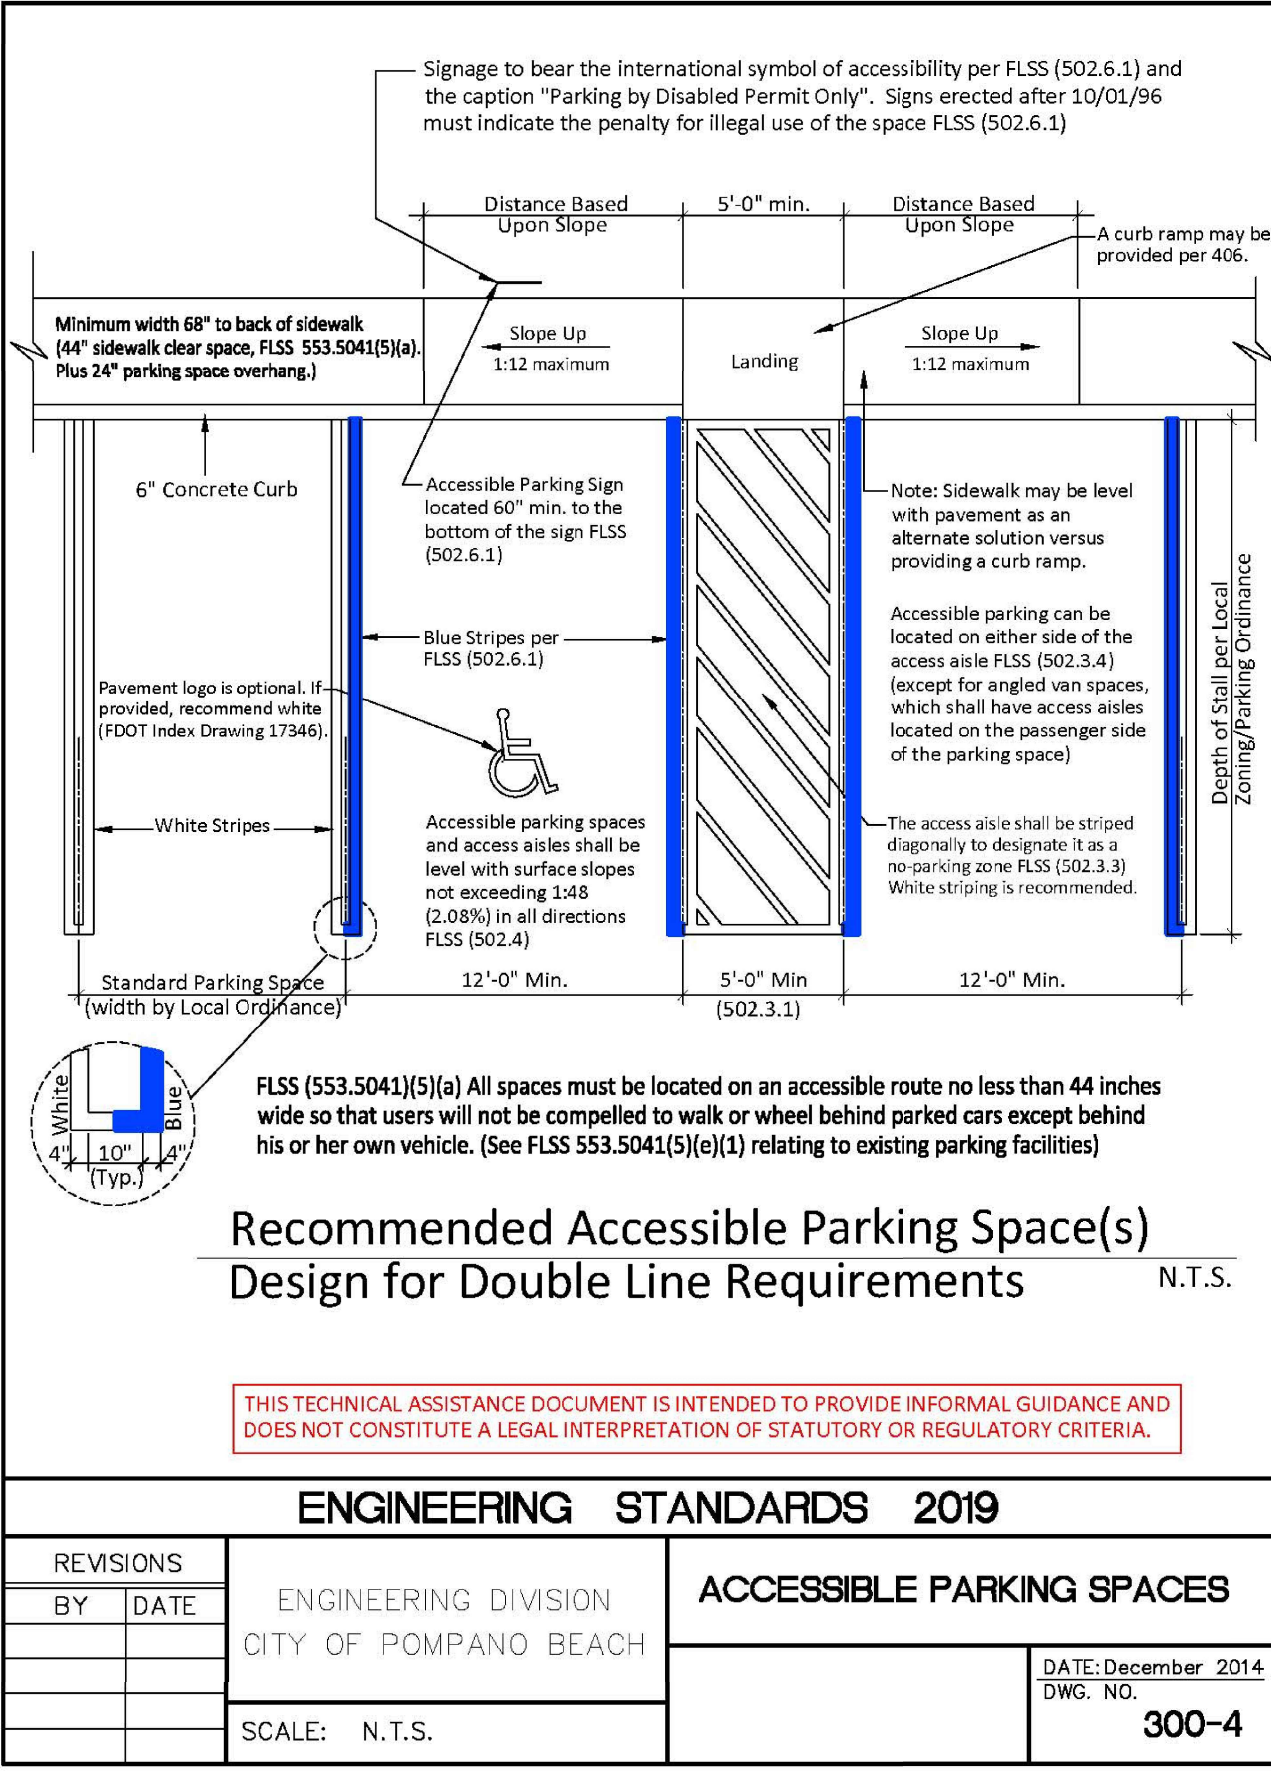 Signage to bear the international symbol of accessibility per FLSS (502.6.1) and
the caption "Parking by Disabled Permit Only". Signs erected after 10/01/96
must indicate the penalty for illegal use of the space FLSS (502.6.1)
Distance Based
Upon Slope
5'-0" min.
Distance Based
Upon Slope
A curb ramp may be
provided per 406.
Minimum width 68" to back of sidewalk
(44" sidewalk clear space, FLSS 553.5041(5)(a).
Plus 24" parking space overhang.)
Slope Up
1:12 maximum
Landing
Slope Up
1:12 maximum
6" Concrete Curb
Accessible Parking Sign
located 60" min. to the
bottom of the sign FLSS
(502.6.1)
Note: Sidewalk may be level
with pavement as an
alternate solution versus
providing a curb ramp.
Blue Stripes per
FLSS (502.6.1)
Accessible parking can be
located on either side of the
access aisle FLSS (502.3.4)
(except for angled van spaces,
which shall have access aisles
located on the passenger side
of the parking space)
Depth of Stall per Local
Zoning/Parking Ordinance
Pavement logo is optional. If
provided, recommend white
(FDOT Index Drawing 17346).
White Stripes
Accessible parking spaces
and access aisles shall be
level with surface slopes
not exceeding 1:48
(2.08%) in all directions
FLSS (502.4)
The access aisle shall be striped
diagonally to designate it as a
no-parking zone FLSS (502.3.3)
White striping is recommended.
Standard Parking Space
(width by Local Ordinance)
12'-0" Min.
5'-0" Min
(502.3.1)
12'-0" Min.
White
Blue
4" 10" 4"
(Typ.)
FLSS (553.5041)(5)(a) All spaces must be located on an accessible route no less than 44 inches
wide so that users will not be compelled to walk or wheel behind parked cars except behind
his or her own vehicle. (See FLSS 553.5041(5)(e)(1) relating to existing parking facilities)
Recommended Accessible Parking Space(s)
Design for Double Line Requirements
N.T.S.
THIS TECHNICAL ASSISTANCE DOCUMENT IS INTENDED TO PROVIDE INFORMAL GUIDANCE AND
DOES NOT CONSTITUTE A LEGAL INTERPRETATION OF STATUTORY OR REGULATORY CRITERIA.
ENGINEERING STANDARDS 2019
REVISIONS
BY DATE
ENGINEERING DIVISION
CITY OF POMPANO BEACH
SCALE: N.T.S.
ACCESSIBLE PARKING SPACES
DATE: December 2014
DWG. NO.
300-4